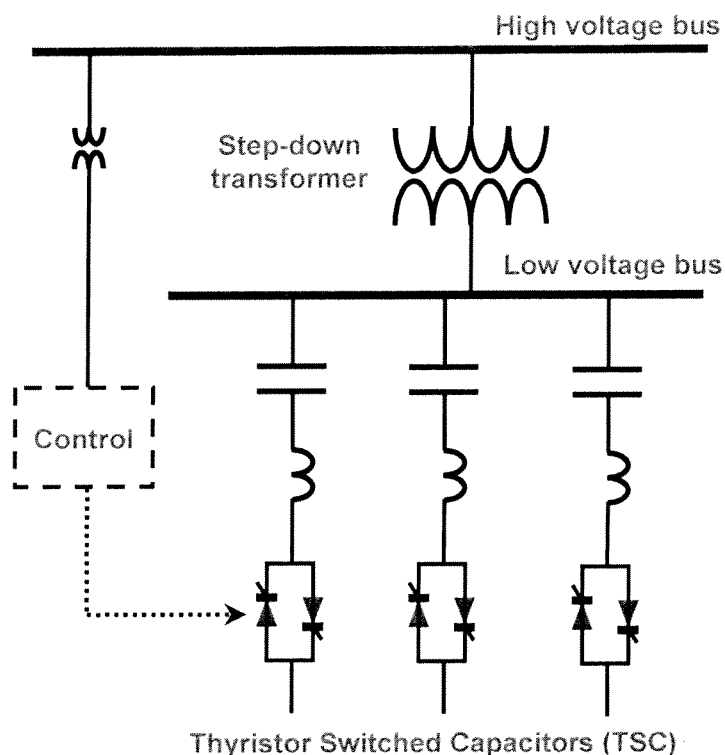 High voltage bus
Step-down
transformer
Low voltage bus
Control
Thyristor Switched Capacitors (TSC)